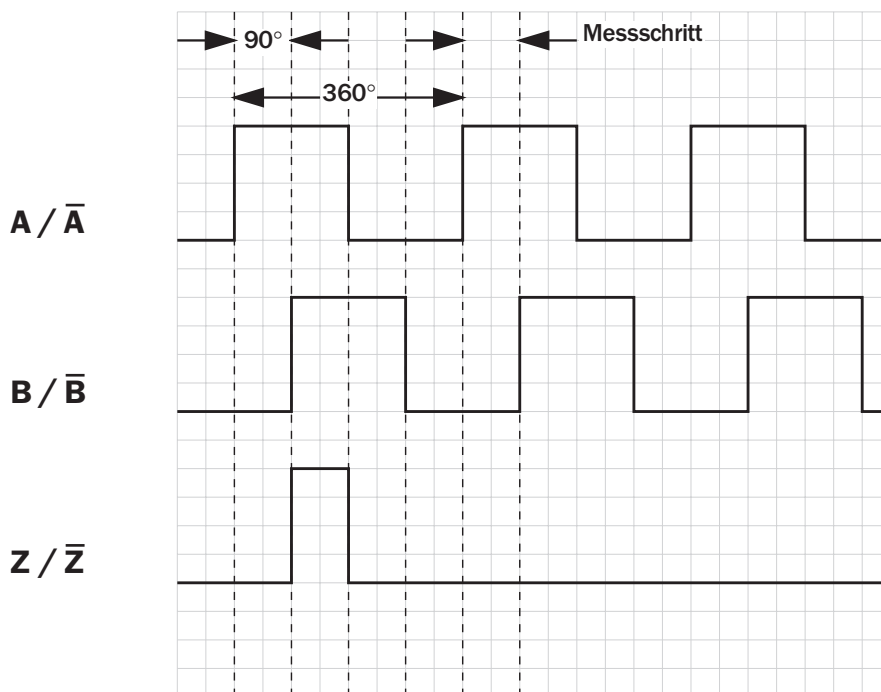 90°
Messschritt
360°
A / A̅
B / B̅
Z / Z̅